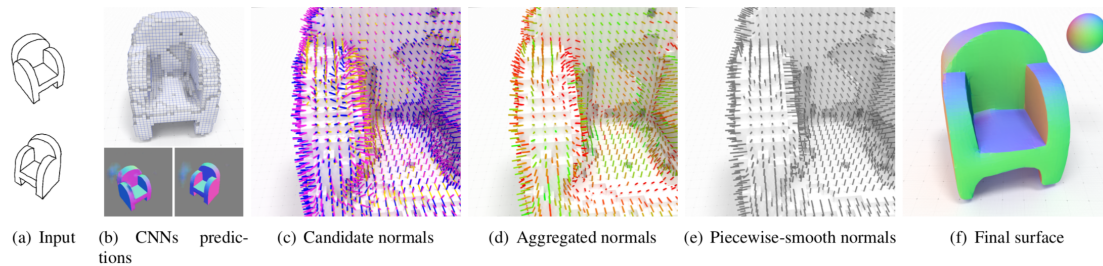 (a) Input
(b) CNNs predic-
tions
(c) Candidate normals
(d) Aggregated normals
(e) Piecewise-smooth normals
(f) Final surface